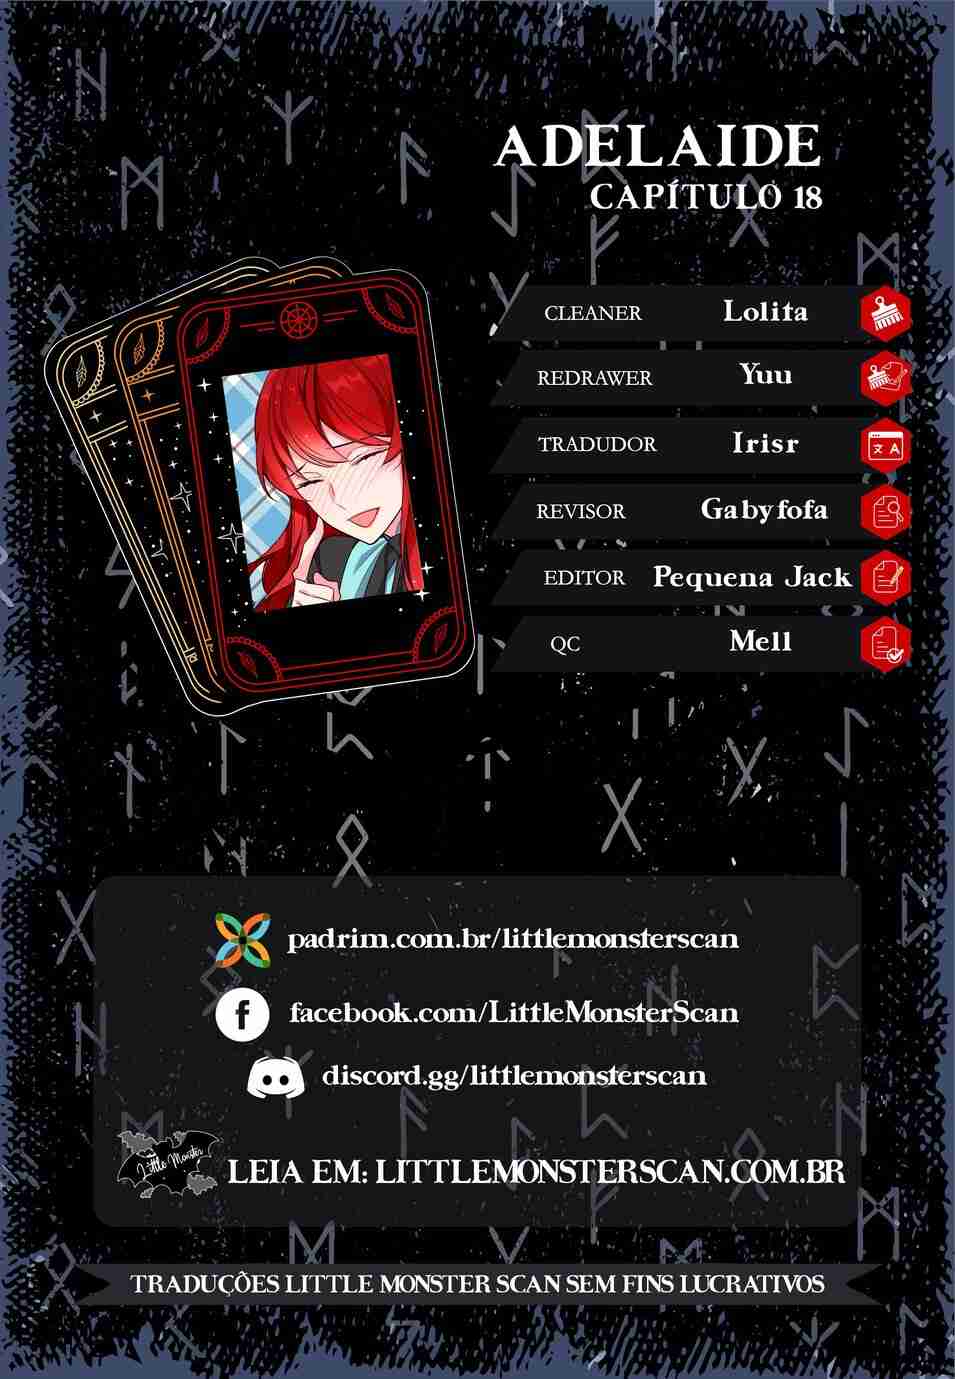 ADELAIDE
CAPÍTULO 18
CLEANER Lolita
REDRAWER Yuu
TRADUDOR Irisr
REVISOR Gabyfofa
EDITOR Pequena Jack
QC Mell
padrim.com.br/littlemonsterscan
facebook.com/LittleMonsterScan
discord.gg/littlemonsterscan
Little Monster
LEIA EM: LITTLEMONSTERSCAN.COM.BR
TRADUÇÕES LITTLE MONSTER SCAN SEM FINS LUCRATIVOS